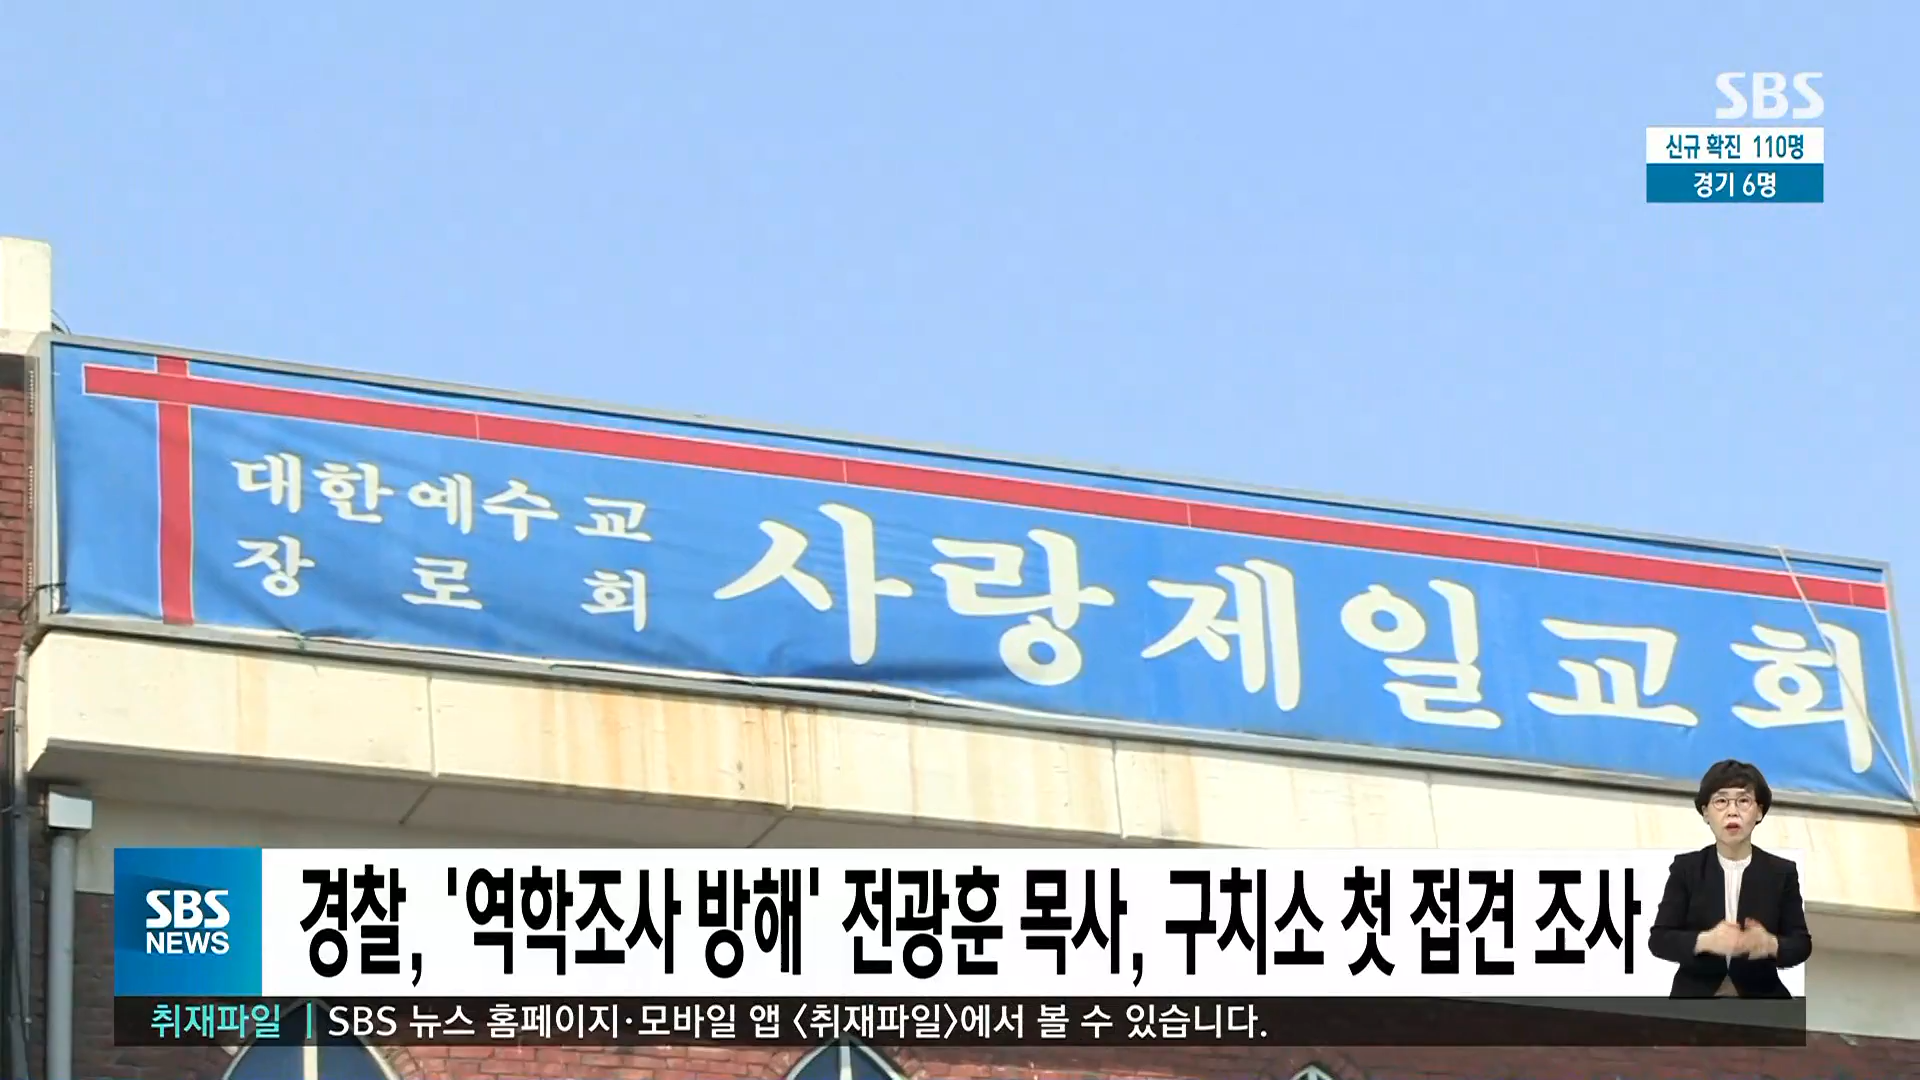 SBS
신규 확진 110명
경기 6명
대한예수교
장로회
사랑제일교회
SBS
NEWS
경찰, '역학조사 방해' 전광훈 목사, 구치소 첫 접견 조사
취재파일 | SBS 뉴스 홈페이지·모바일 앱 <취재파일>에서 볼 수 있습니다.